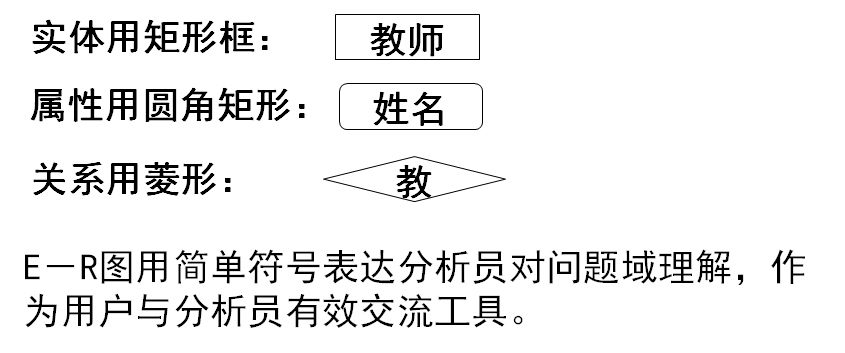 实体用矩形框： 教师
属性用圆角矩形： 姓名
关系用菱形： 教
E－R图用简单符号表达分析员对问题域理解，作
为用户与分析员有效交流工具。